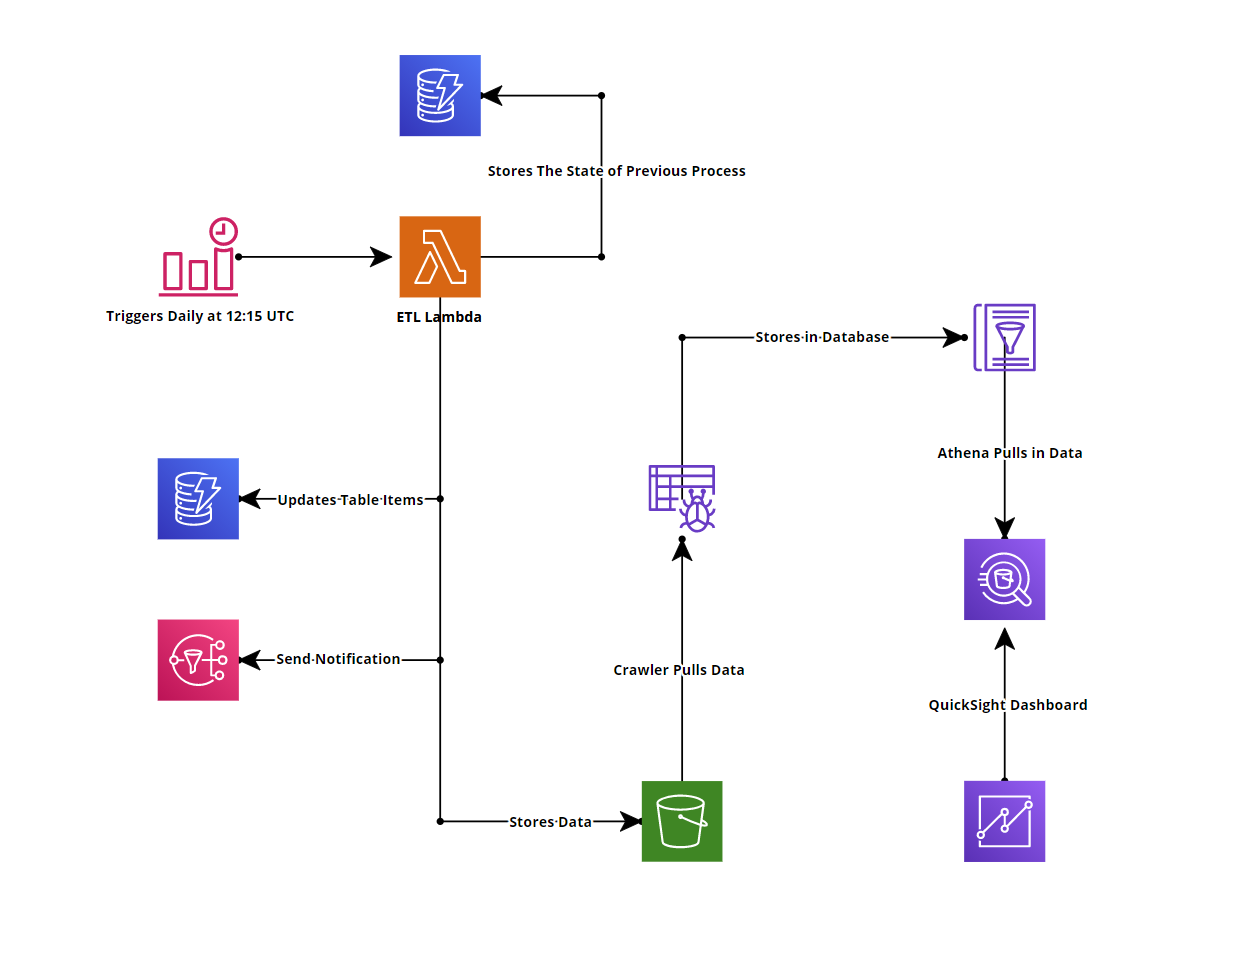 Stores The State of Previous Process
Triggers Daily at 12:15 UTC
ETL Lambda
Stores·in·Database
Athena Pulls in Data
Updates·Table·Items
Send·Notification
Crawler Pulls Data
QuickSight Dashboard
Stores·Data